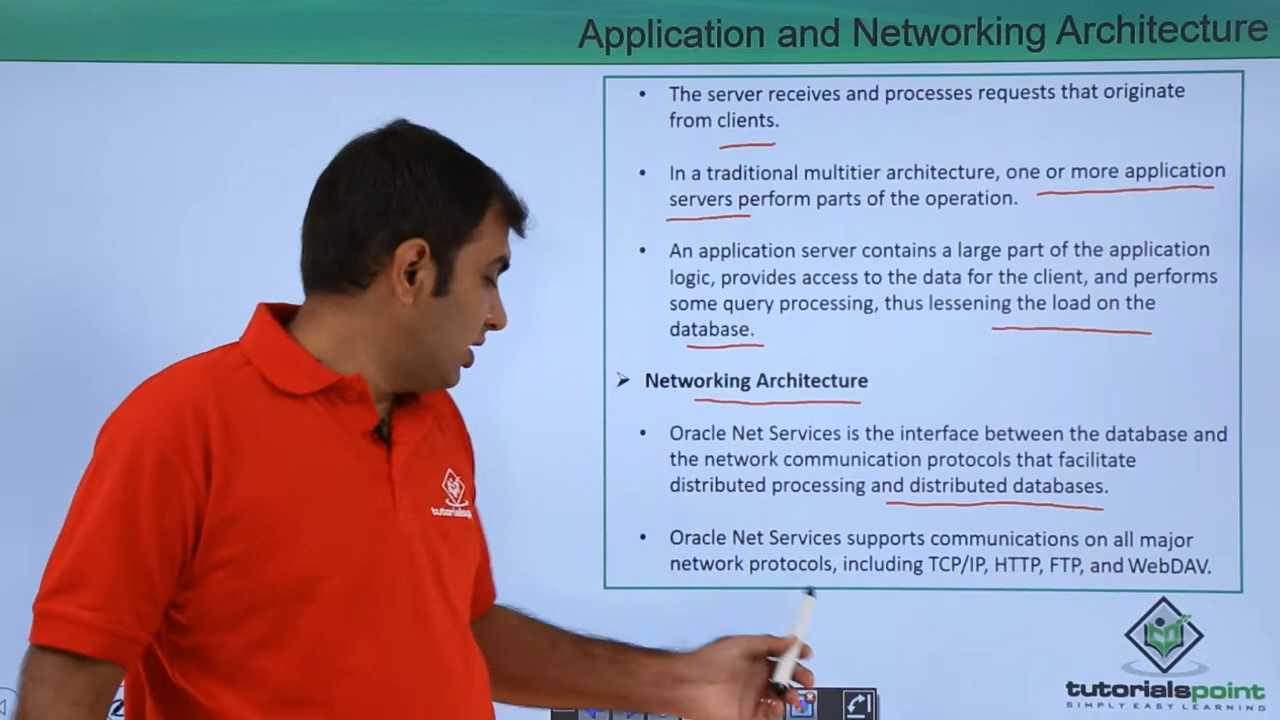 Application and Networking Architecture
• The server receives and processes requests that originate
from clients.
• In a traditional multitier architecture, one or more application
servers perform parts of the operation.
• An application server contains a large part of the application
logic, provides access to the data for the client, and performs
some query processing, thus lessening the load on the
database.
➢ Networking Architecture
• Oracle Net Services is the interface between the database and
the network communication protocols that facilitate
distributed processing and distributed databases.
• Oracle Net Services supports communications on all major
network protocols, including TCP/IP, HTTP, FTP, and WebDAV.
tutorialspoint
SIMPLY EASY LEARNING